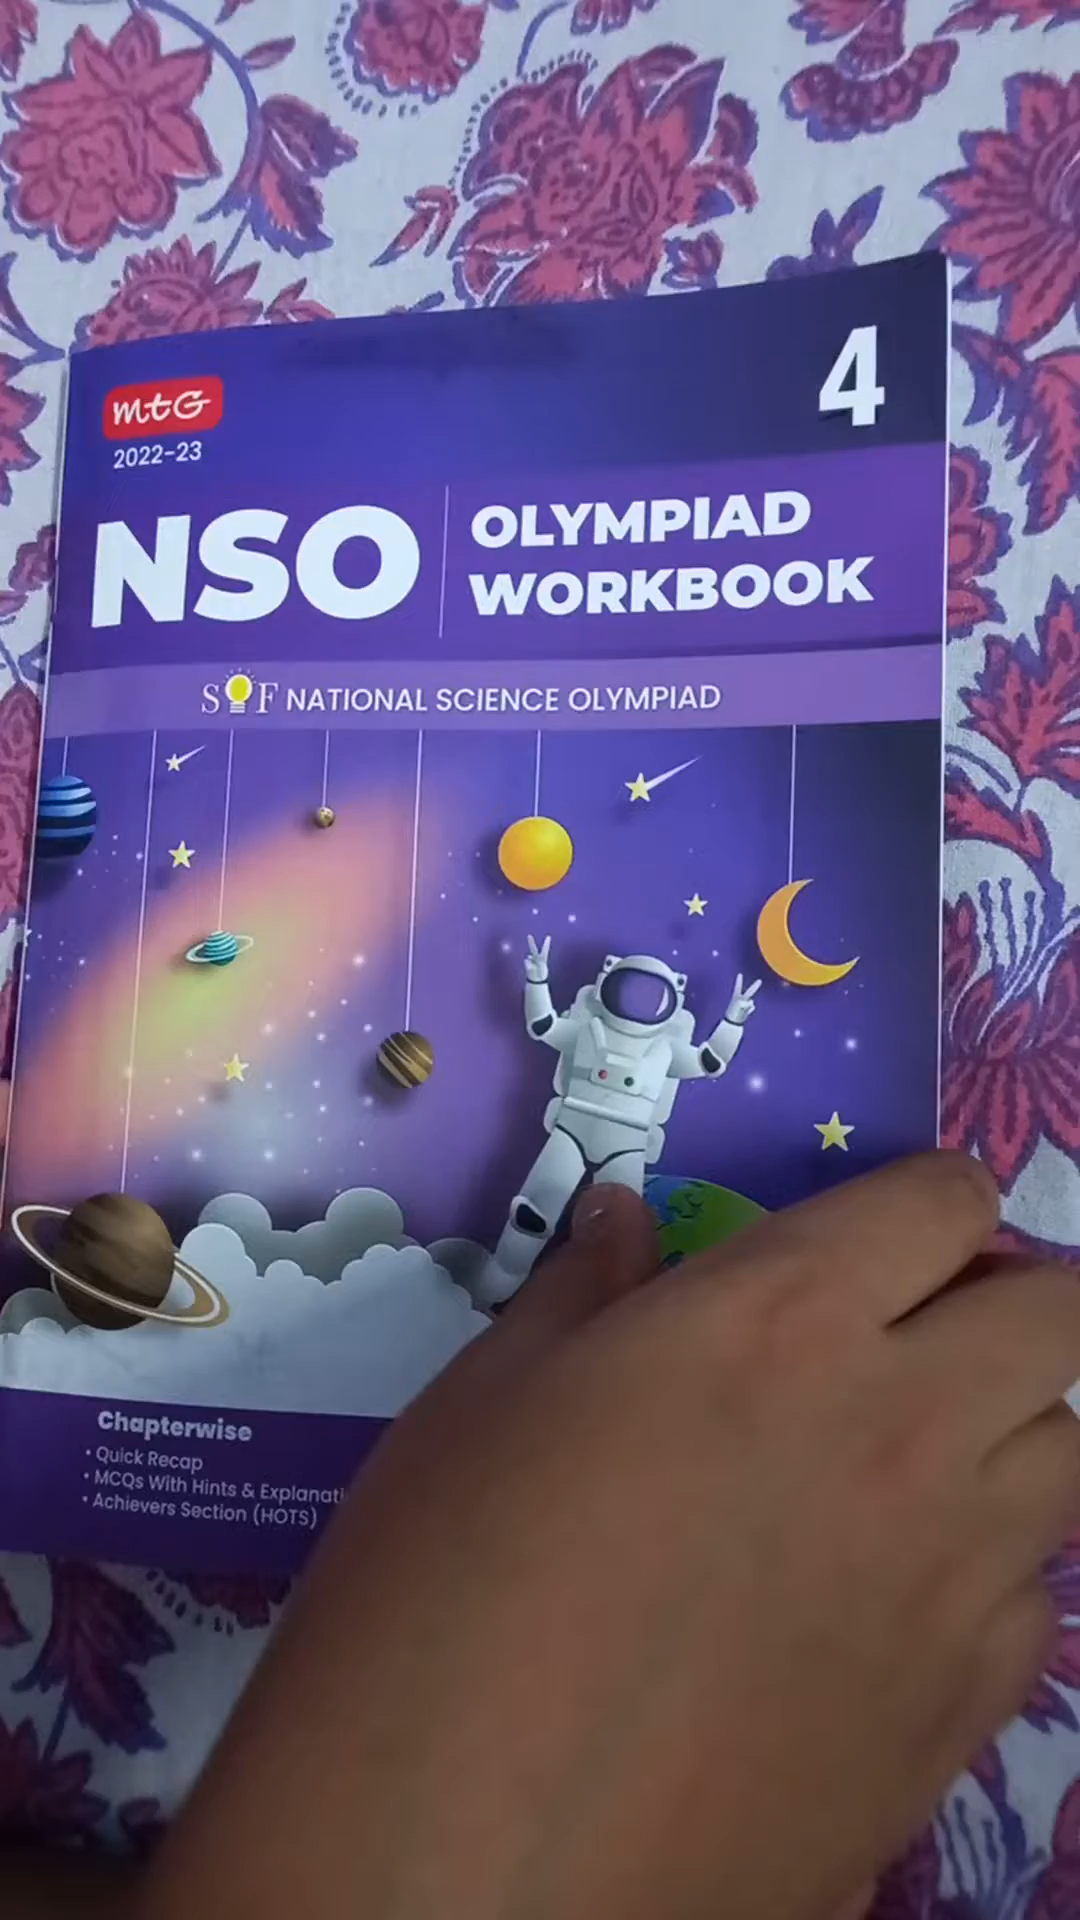 mtG
4
2022-23
NSO
OLYMPIAD
WORKBOOK
SOF NATIONAL SCIENCE OLYMPIAD
Chapterwise
• Quick Recap
• MCQs With Hints &
• Achievers Section (HOTS)